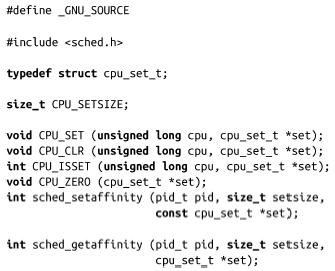 #define _GNU_SOURCE
#include <sched.h>
typedef struct cpu_set_t;
size_t CPU_SETSIZE;
void CPU_SET (unsigned long cpu, cpu_set_t *set);
void CPU_CLR (unsigned long cpu, cpu_set_t *set);
int CPU_ISSET (unsigned long cpu, cpu_set_t *set);
void CPU_ZERO (cpu_set_t *set);
int sched_setaffinity (pid_t pid, size_t setsize,
const cpu_set_t *set);
int sched_getaffinity (pid_t pid, size_t setsize,
cpu_set_t *set);